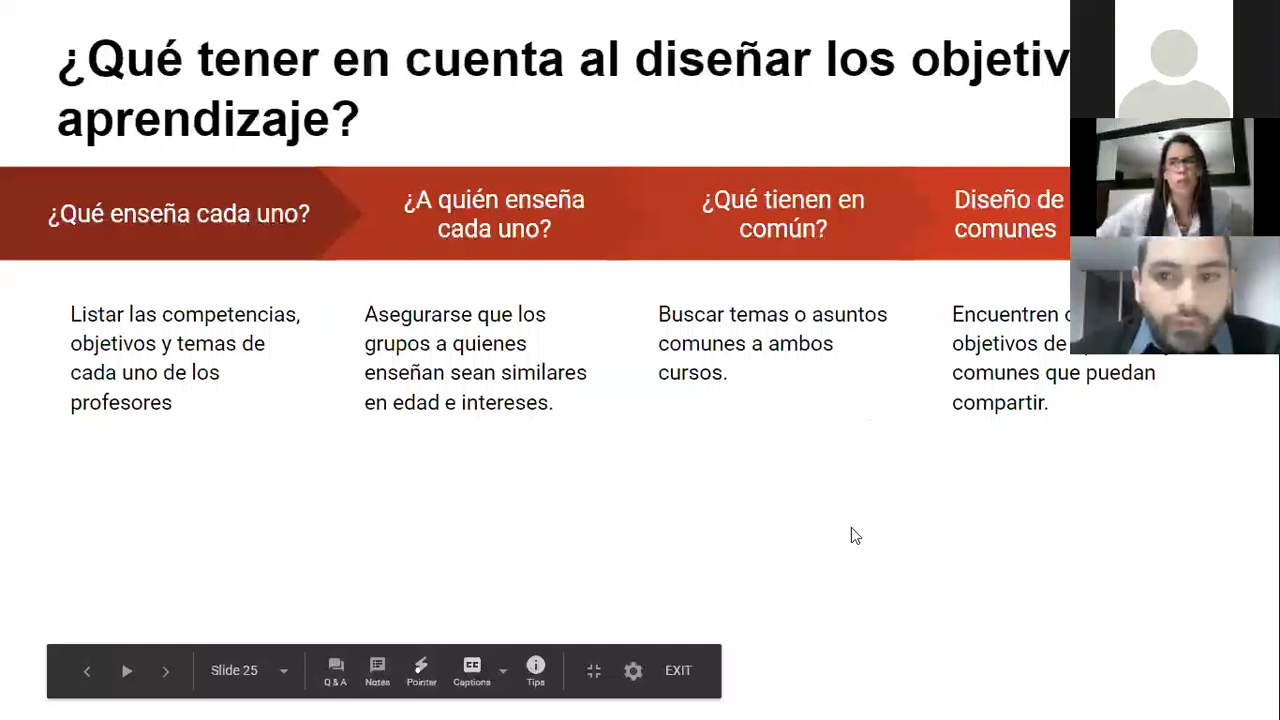 ¿Qué tener en cuenta al diseñar los objetiv
aprendizaje?
¿Qué enseña cada uno?
¿A quién enseña
cada uno?
¿Qué tienen en
común?
Diseño de
comunes
Listar las competencias,
objetivos y temas de
cada uno de los
profesores
Asegurarse que los
grupos a quienes
enseñan sean similares
en edad e intereses.
Buscar temas o asuntos
comunes a ambos
cursos.
Encuentren
objetivos de
comunes que puedan
compartir.
Slide 25
Q & A
Notes
Pointer
CC
Captions
Tips
EXIT